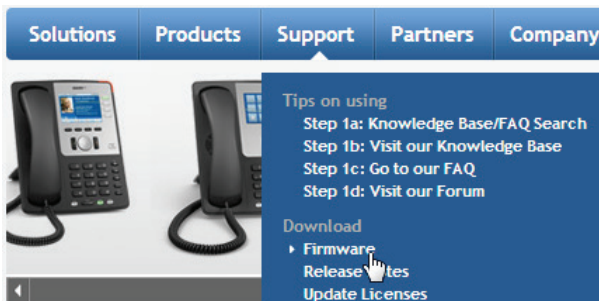 Solutions Products Support Partners Company
Tips on using
Step 1a: Knowledge Base/FAQ Search
Step 1b: Visit our Knowledge Base
Step 1c: Go to our FAQ
Step 1d: Visit our Forum
Download
Firmware
Release
Update Licenses